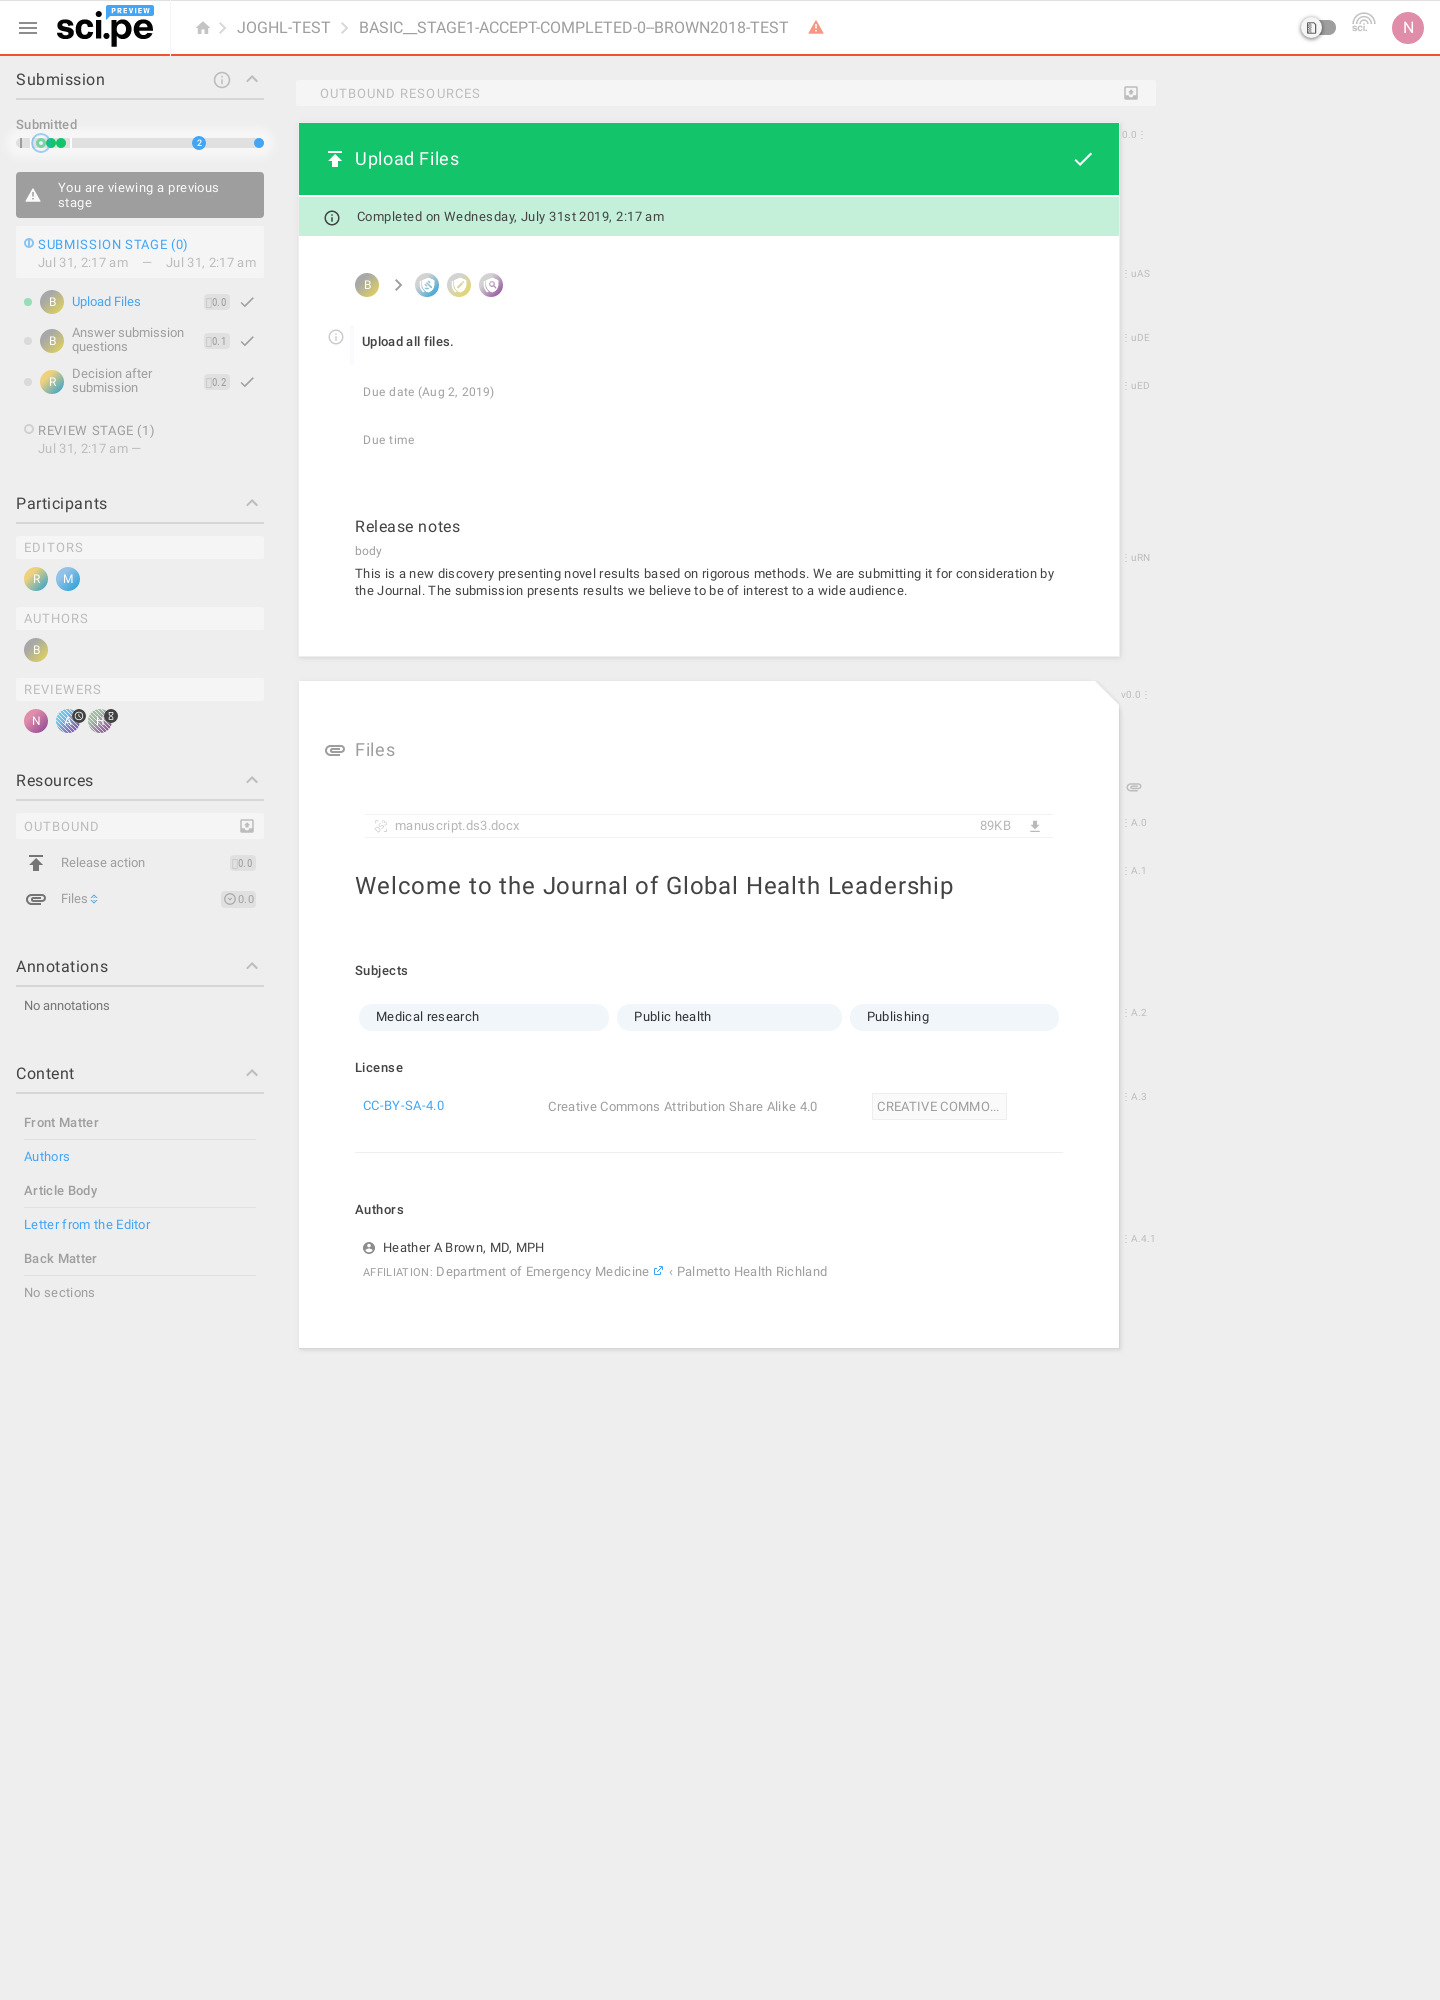 PREVIEW
sci.pe
JOGHL-TEST
BASIC__STAGE1-ACCEPT-COMPLETED-0--BROWN2018-TEST
sci.
N
Submission
Submitted
2
You are viewing a previous
stage
SUBMISSION STAGE (0)
Jul 31, 2:17 am — Jul 31, 2:17 am
B Upload Files 0.0
B Answer submission
questions 0.1
R Decision after
submission 0.2
REVIEW STAGE (1)
Jul 31, 2:17 am —
Participants
EDITORS
R M
AUTHORS
B
REVIEWERS
N A H
Resources
OUTBOUND
Release action 0.0
Files 0.0
Annotations
No annotations
Content
Front Matter
Authors
Article Body
Letter from the Editor
Back Matter
No sections
OUTBOUND RESOURCES
Upload Files
0.0
Completed on Wednesday, July 31st 2019, 2:17 am
B
uAS
Upload all files.
uDE
Due date (Aug 2, 2019)
uED
Due time
Release notes
body
uRN
This is a new discovery presenting novel results based on rigorous methods. We are submitting it for consideration by
the Journal. The submission presents results we believe to be of interest to a wide audience.
v0.0
Files
manuscript.ds3.docx 89KB
A.0
Welcome to the Journal of Global Health Leadership
A.1
Subjects
Medical research Public health Publishing
A.2
License
CC-BY-SA-4.0 Creative Commons Attribution Share Alike 4.0 CREATIVE COMMO...
A.3
Authors
Heather A Brown, MD, MPH
A.4.1
AFFILIATION: Department of Emergency Medicine ‹ Palmetto Health Richland